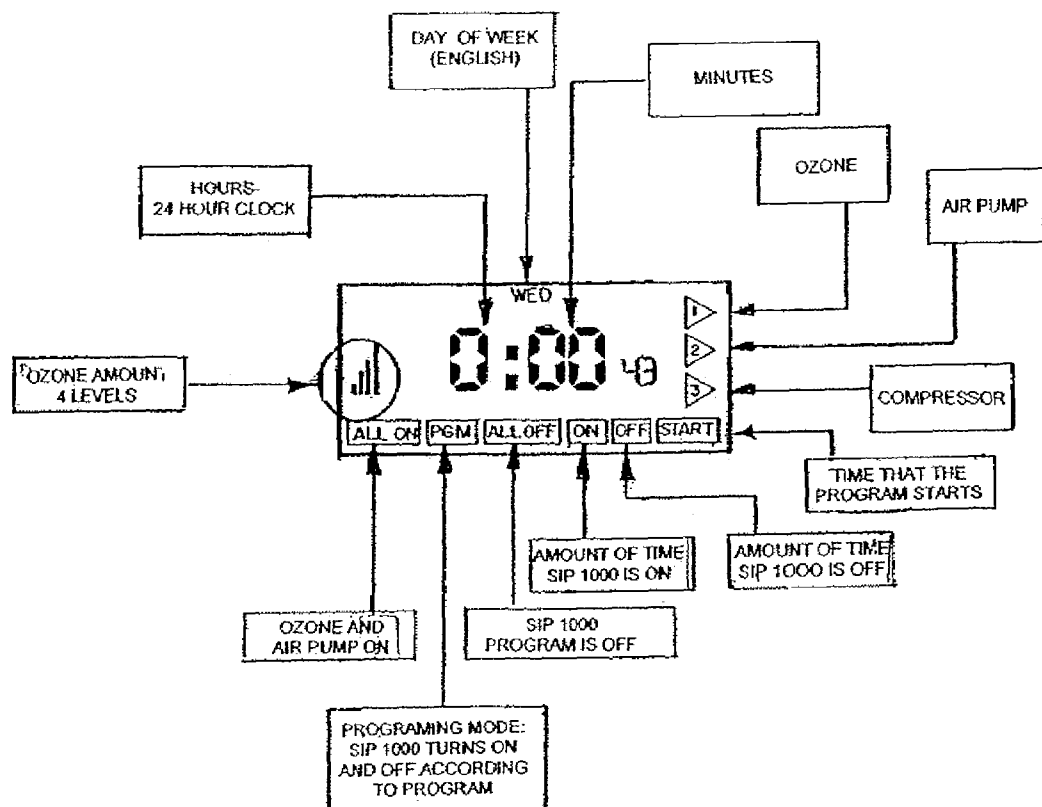 DAY OF WEEK
(ENGLISH)
MINUTES
OZONE
HOURS-
24 HOUR CLOCK
AIR PUMP
WED
1
0:00
2
OZONE AMOUNT
4 LEVELS
3
COMPRESSOR
ALL ON PGM ALL OFF ON OFF START
TIME THAT THE
PROGRAM STARTS
AMOUNT OF TIME
SIP 1000 IS ON
AMOUNT OF TIME
SIP 1000 IS OFF
OZONE AND
AIR PUMP ON
SIP 1000
PROGRAM IS OFF
PROGRAMING MODE:
SIP 1000 TURNS ON
AND OFF ACCORDING
TO PROGRAM